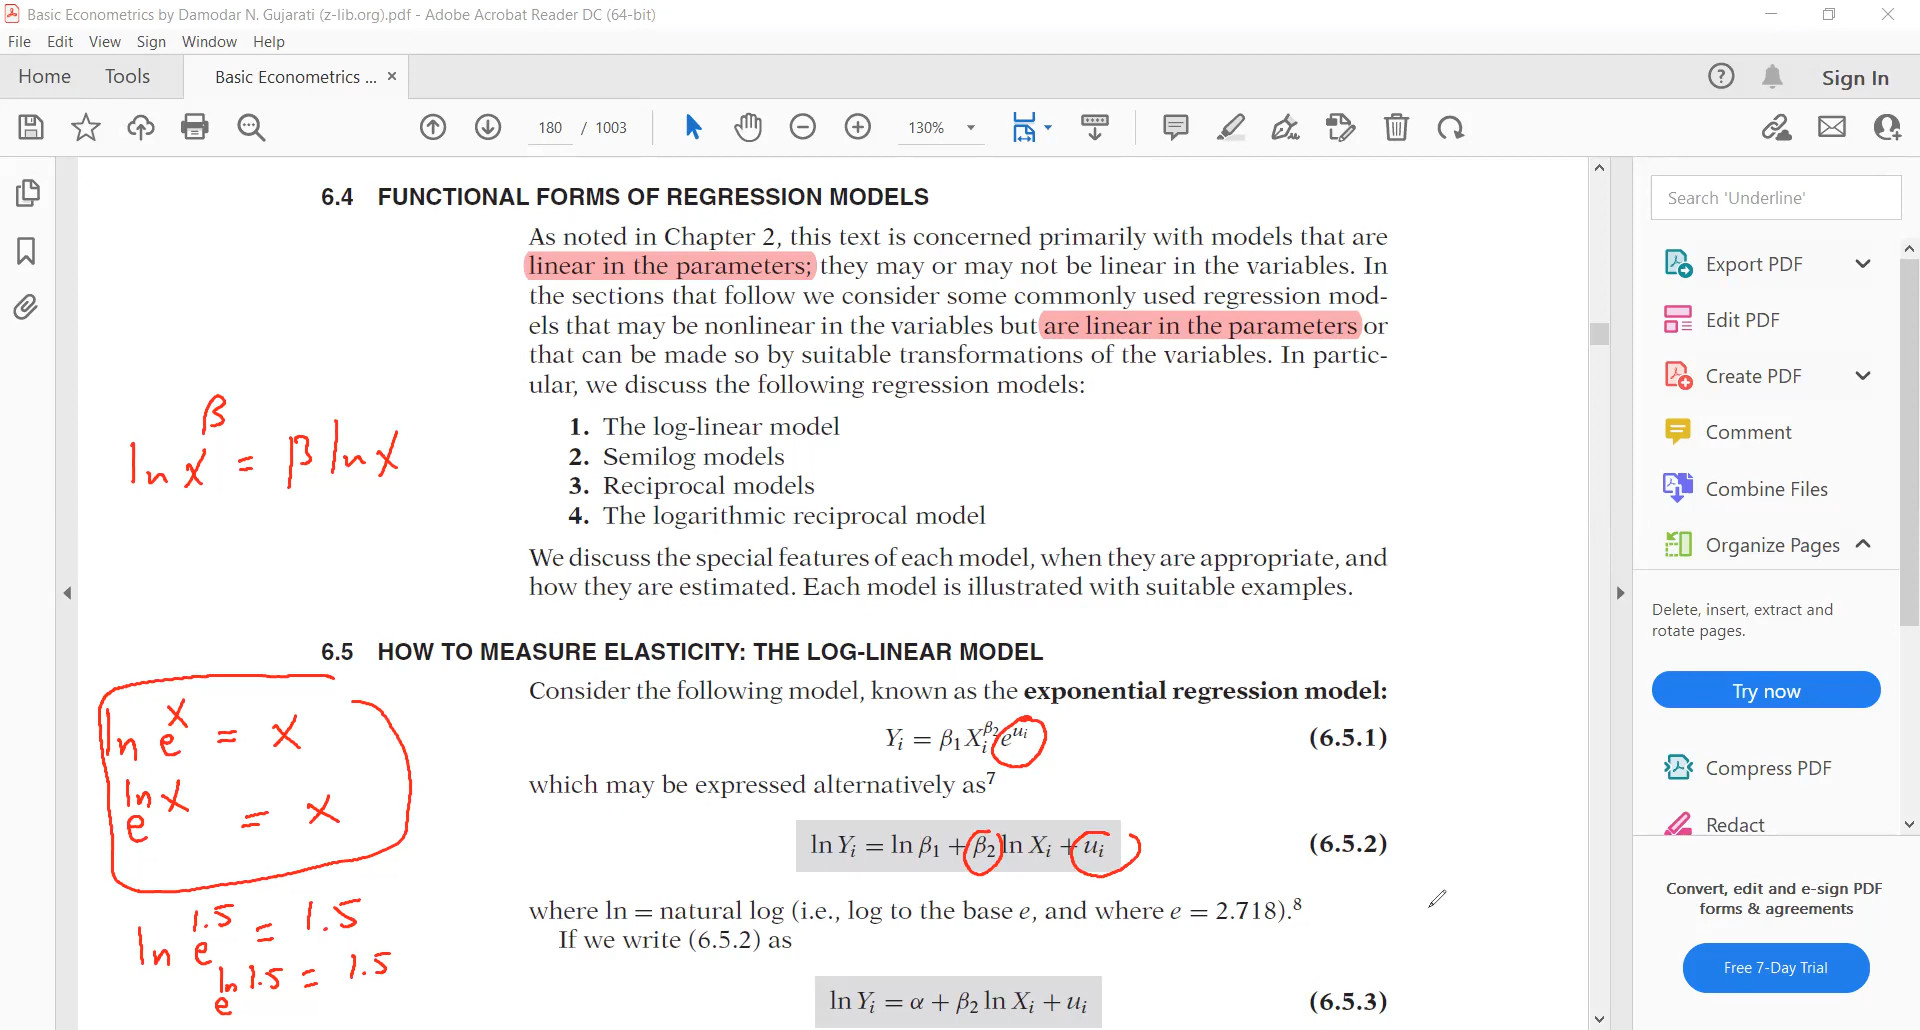 Basic Econometrics by Damodar N. Gujarati (z-lib.org).pdf - Adobe Acrobat Reader DC (64-bit)
File Edit View Sign Window Help
Home Tools Basic Econometrics ... × Sign In
180 / 1003 130%
6.4 FUNCTIONAL FORMS OF REGRESSION MODELS
As noted in Chapter 2, this text is concerned primarily with models that are
linear in the parameters; they may or may not be linear in the variables. In
the sections that follow we consider some commonly used regression mod-
els that may be nonlinear in the variables but are linear in the parameters or
that can be made so by suitable transformations of the variables. In partic-
ular, we discuss the following regression models:
1. The log-linear model
2. Semilog models
3. Reciprocal models
4. The logarithmic reciprocal model
ln X^β = β ln X
We discuss the special features of each model, when they are appropriate, and
how they are estimated. Each model is illustrated with suitable examples.
6.5 HOW TO MEASURE ELASTICITY: THE LOG-LINEAR MODEL
Consider the following model, known as the exponential regression model:
Yᵢ = β₁Xᵢ^β₂ e^uᵢ (6.5.1)
which may be expressed alternatively as⁷
ln Yᵢ = ln β₁ + β₂ ln Xᵢ + uᵢ (6.5.2)
where ln = natural log (i.e., log to the base e, and where e = 2.718).⁸
If we write (6.5.2) as
ln Yᵢ = α + β₂ ln Xᵢ + uᵢ (6.5.3)
ln e^x = x
e^ln x = x
ln e^1.5 = 1.5
e^ln 1.5 = 1.5
Search 'Underline'
Export PDF
Edit PDF
Create PDF
Comment
Combine Files
Organize Pages
Delete, insert, extract and
rotate pages.
Try now
Compress PDF
Redact
Convert, edit and e-sign PDF
forms & agreements
Free 7-Day Trial